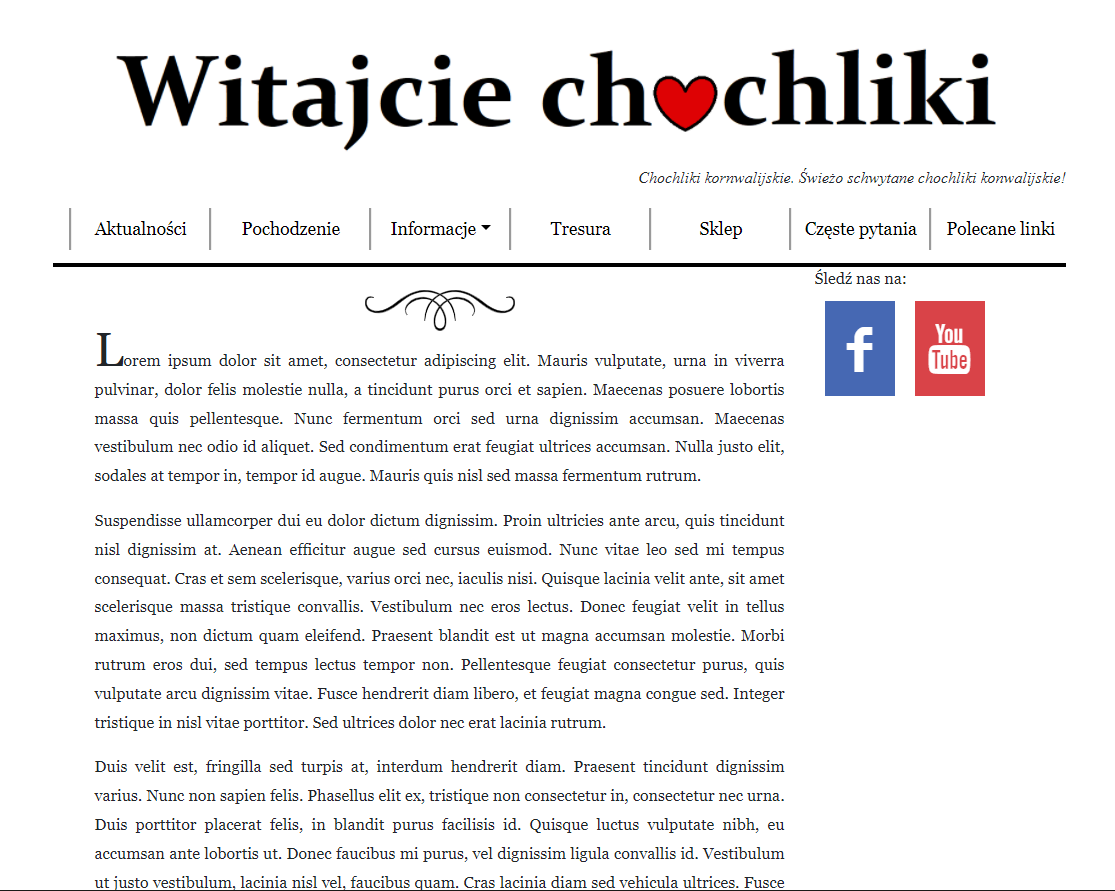 Witajcie chochliki
Chochliki kornwalijskie. Świeżo schwytane chochliki konwalijskie!
Aktualności Pochodzenie Informacje Tresura Sklep Częste pytania Polecane linki
Śledź nas na:
f You
Tube
Lorem ipsum dolor sit amet, consectetur adipiscing elit. Mauris vulputate, urna in viverra
pulvinar, dolor felis molestie nulla, a tincidunt purus orci et sapien. Maecenas posuere lobortis
massa quis pellentesque. Nunc fermentum orci sed urna dignissim accumsan. Maecenas
vestibulum nec odio id aliquet. Sed condimentum erat feugiat ultrices accumsan. Nulla justo elit,
sodales at tempor in, tempor id augue. Mauris quis nisl sed massa fermentum rutrum.
Suspendisse ullamcorper dui eu dolor dictum dignissim. Proin ultricies ante arcu, quis tincidunt
nisl dignissim at. Aenean efficitur augue sed cursus euismod. Nunc vitae leo sed mi tempus
consequat. Cras et sem scelerisque, varius orci nec, iaculis nisi. Quisque lacinia velit ante, sit amet
scelerisque massa tristique convallis. Vestibulum nec eros lectus. Donec feugiat velit in tellus
maximus, non dictum quam eleifend. Praesent blandit est ut magna accumsan molestie. Morbi
rutrum eros dui, sed tempus lectus tempor non. Pellentesque feugiat consectetur purus, quis
vulputate arcu dignissim vitae. Fusce hendrerit diam libero, et feugiat magna congue sed. Integer
tristique in nisl vitae porttitor. Sed ultrices dolor nec erat lacinia rutrum.
Duis velit est, fringilla sed turpis at, interdum hendrerit diam. Praesent tincidunt dignissim
varius. Nunc non sapien felis. Phasellus elit ex, tristique non consectetur in, consectetur nec urna.
Duis porttitor placerat felis, in blandit purus facilisis id. Quisque luctus vulputate nibh, eu
accumsan ante lobortis ut. Donec faucibus mi purus, vel dignissim ligula convallis id. Vestibulum
ut justo vestibulum, lacinia nisl vel, faucibus quam. Cras lacinia diam sed vehicula ultrices. Fusce